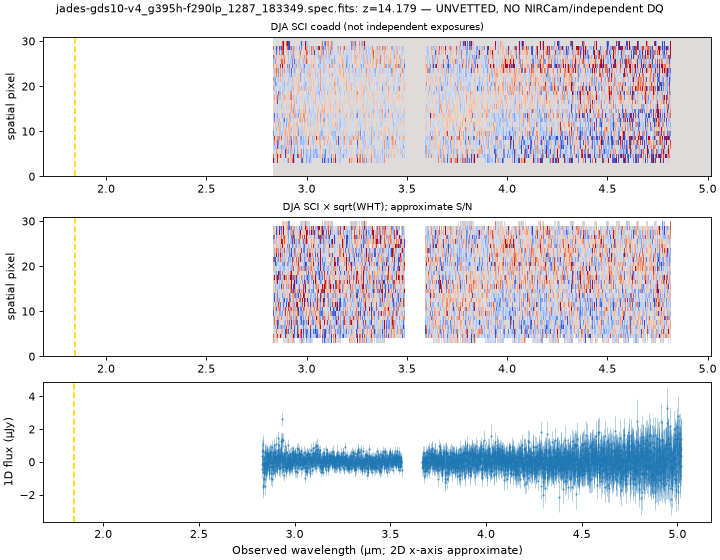 jades-gds10-v4_g395h-f290lp_1287_183349.spec.fits: z=14.179 — UNVETTED, NO NIRCam/independent DQ
DJA SCI coadd (not independent exposures)
spatial pixel
30
20
10
0
2.0 2.5 3.0 3.5 4.0 4.5 5.0
DJA SCI × sqrt(WHT); approximate S/N
spatial pixel
30
20
10
0
2.0 2.5 3.0 3.5 4.0 4.5 5.0
1D flux (μJy)
4
2
0
−2
2.0 2.5 3.0 3.5 4.0 4.5 5.0
Observed wavelength (μm; 2D x-axis approximate)